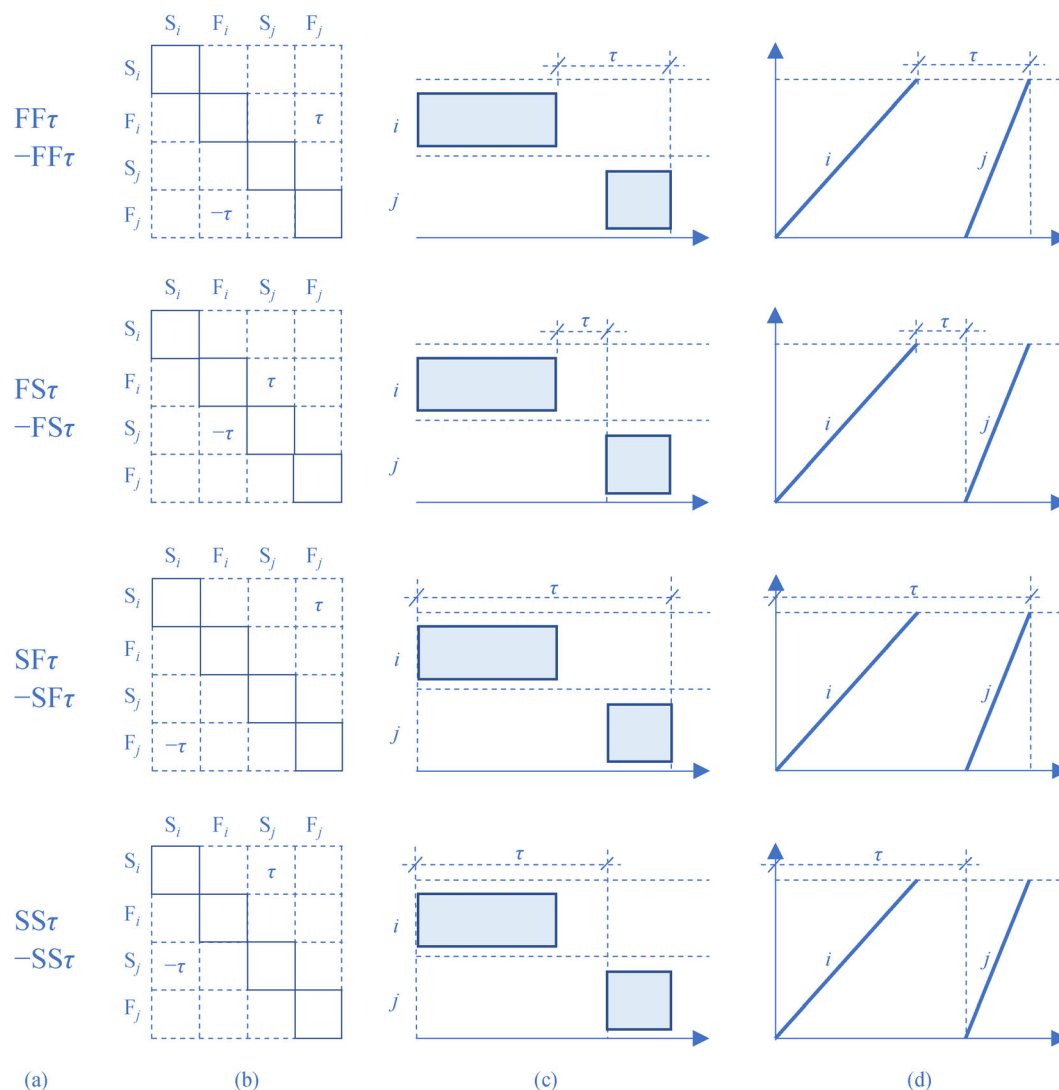 S_i F_i S_j F_j
S_i
τ
τ
FFτ
F_i
τ
i
i
j
−FFτ
S_j
j
F_j
−τ
S_i F_i S_j F_j
S_i
τ
τ
FSτ
F_i
τ
i
i
j
−FSτ
S_j
−τ
j
F_j
S_i F_i S_j F_j
S_i
τ
τ
τ
SFτ
F_i
i
i
j
−SFτ
S_j
j
F_j
−τ
S_i F_i S_j F_j
S_i
τ
τ
τ
SSτ
F_i
i
i
j
−SSτ
S_j
−τ
j
F_j
(a) (b) (c) (d)